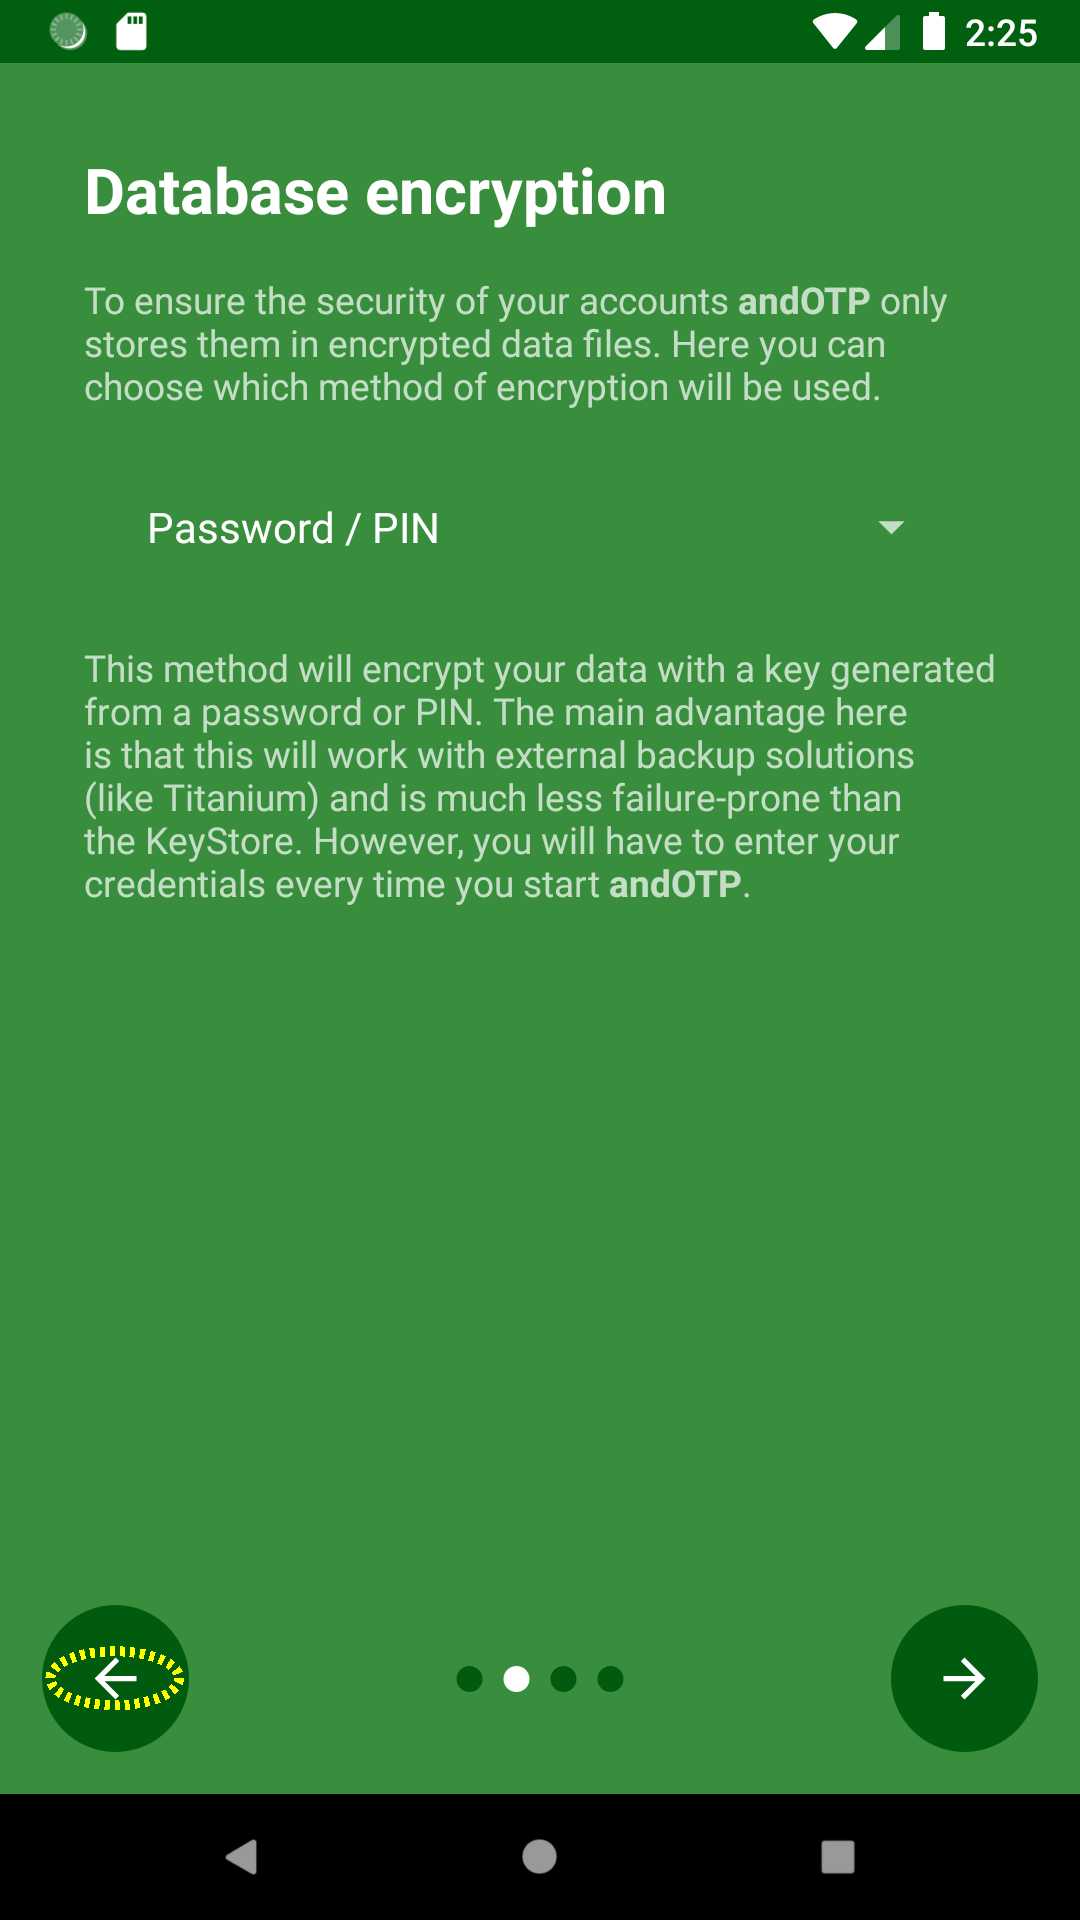 2:25
Database encryption
To ensure the security of your accounts andOTP only
stores them in encrypted data files. Here you can
choose which method of encryption will be used.
Password / PIN
This method will encrypt your data with a key generated
from a password or PIN. The main advantage here
is that this will work with external backup solutions
(like Titanium) and is much less failure-prone than
the KeyStore. However, you will have to enter your
credentials every time you start andOTP.